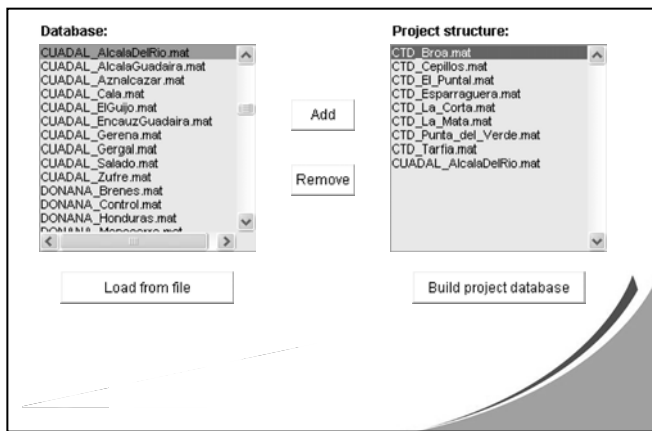 Database:
CUADAL_AlcalaDelRio.mat
CUADAL_AlcalaGuadaira.mat
CUADAL_Aznalcazar.mat
CUADAL_Cala.mat
CUADAL_ElGuijo.mat
CUADAL_EncauzGuadaira.mat
CUADAL_Gerena.mat
CUADAL_Gergal.mat
CUADAL_Salado.mat
CUADAL_Zufre.mat
DONANA_Brenes.mat
DONANA_Control.mat
DONANA_Honduras.mat
Load from file
Add
Remove
Project structure:
CTD_Broa.mat
CTD_Cepillos.mat
CTD_El_Puntal.mat
CTD_Esparraguera.mat
CTD_La_Corta.mat
CTD_La_Mata.mat
CTD_Punta_del_Verde.mat
CTD_Tarfia.mat
CUADAL_AlcalaDelRio.mat
Build project database